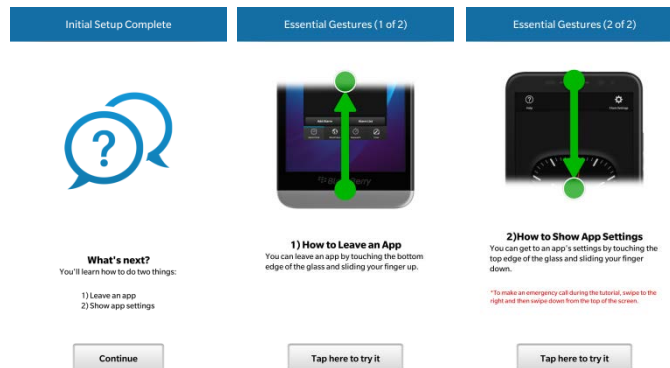 Initial Setup Complete
?
What's next?
You'll learn how to do two things:
1) Leave an app
2) Show app settings
Continue
Essential Gestures (1 of 2)
BlackBerry
1) How to Leave an App
You can leave an app by touching the bottom
edge of the glass and sliding your finger up.
Tap here to try it
Essential Gestures (2 of 2)
?
Help
2)How to Show App Settings
You can get to an app's settings by touching the
top edge of the glass and sliding your finger
down.
*To make an emergency call during the tutorial, swipe to the
right and then swipe down from the top of the screen.
Tap here to try it